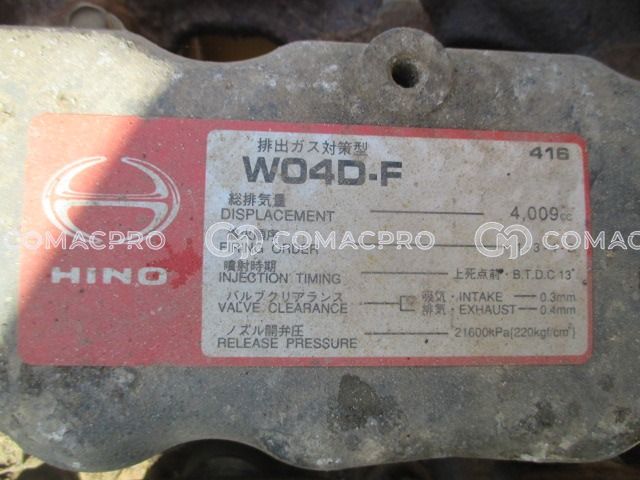 排出ガス対策型 416
W04D-F
HINO
総排気量
DISPLACEMENT 4,009cc
COMACPRO COMACPRO COMACPRO
FIRING ORDER
噴射時期
INJECTION TIMING 上死点前・B.T.D.C 13°
バルブクリアランス 吸気・INTAKE 0.3mm
VALVE CLEARANCE 排気・EXHAUST 0.4mm
ノズル開弁圧
RELEASE PRESSURE 21600kPa{220kgf/cm²}